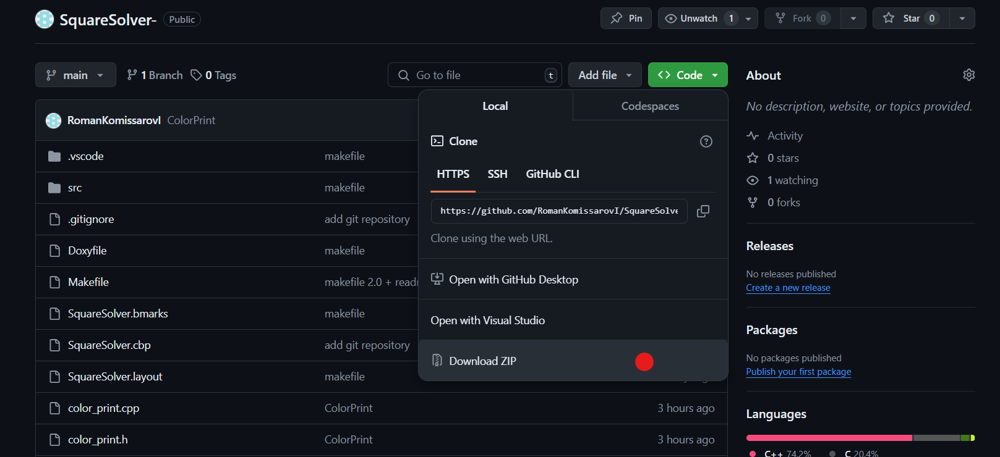 SquareSolver- Public Pin Unwatch 1 Fork 0 Star 0
main 1 Branch 0 Tags Go to file t Add file Code
Local Codespaces
Clone
HTTPS SSH GitHub CLI
https://github.com/RomanKomissarovI/SquareSolve
Clone using the web URL.
Open with GitHub Desktop
Open with Visual Studio
Download ZIP
RomanKomissarovI ColorPrint
.vscode makefile
src makefile
.gitignore add git repository
Doxyfile makefile
Makefile makefile 2.0 + read
SquareSolver.bmarks makefile
SquareSolver.cbp add git repository
SquareSolver.layout makefile
color_print.cpp ColorPrint 3 hours ago
color_print.h ColorPrint 3 hours ago
About
No description, website, or topics provided.
Activity
0 stars
1 watching
0 forks
Releases
No releases published
Create a new release
Packages
No packages published
Publish your first package
Languages
C++ 74.2% C 20.4%